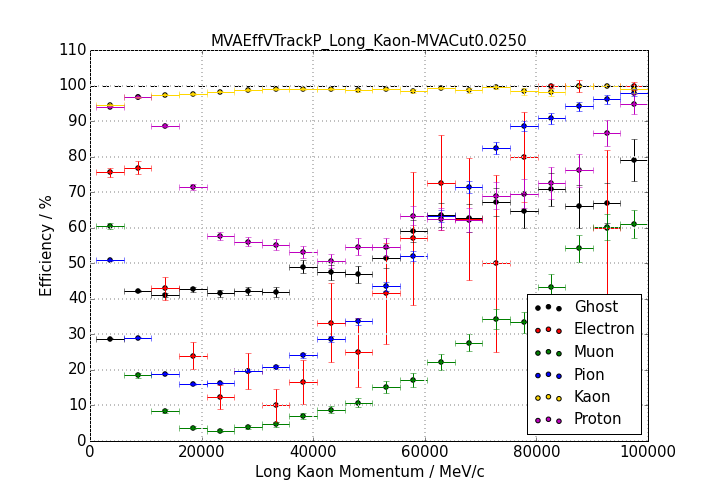 MVAEffVTrackP_Long_Kaon-MVACut0.0250
110
100
90
80
70
60
50
40
30
20
10
0
Efficiency / %
0 20000 40000 60000 80000 100000
Long Kaon Momentum / MeV/c
Ghost
Electron
Muon
Pion
Kaon
Proton